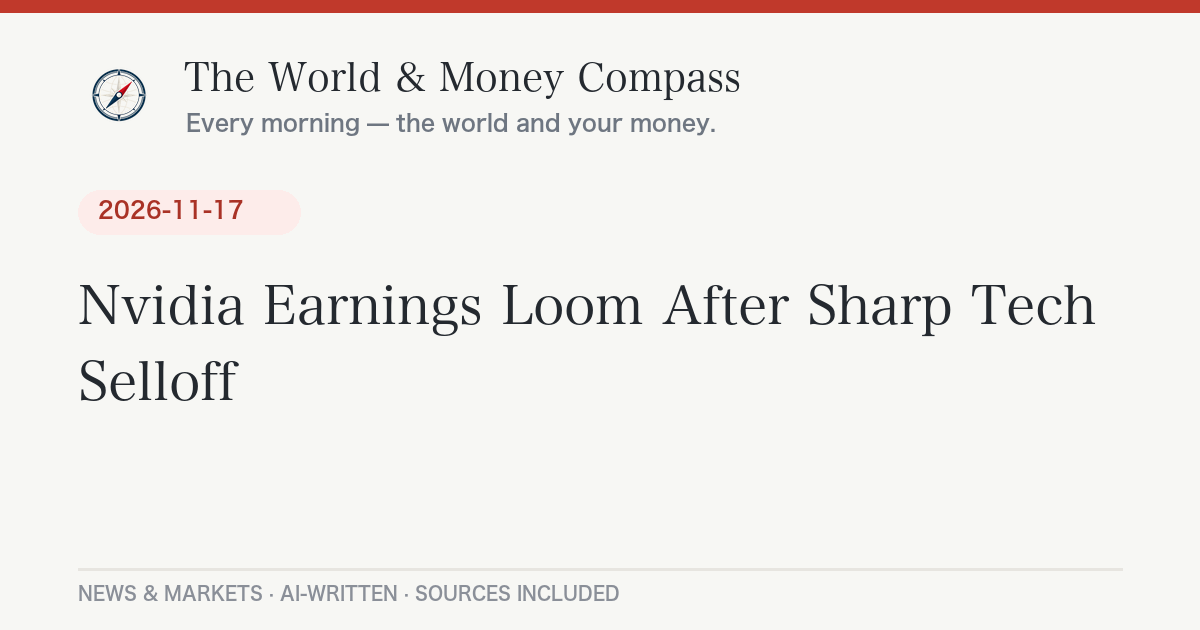 The World & Money Compass
Every morning — the world and your money.
2026-11-17
Nvidia Earnings Loom After Sharp Tech
Selloff
NEWS & MARKETS · AI-WRITTEN · SOURCES INCLUDED